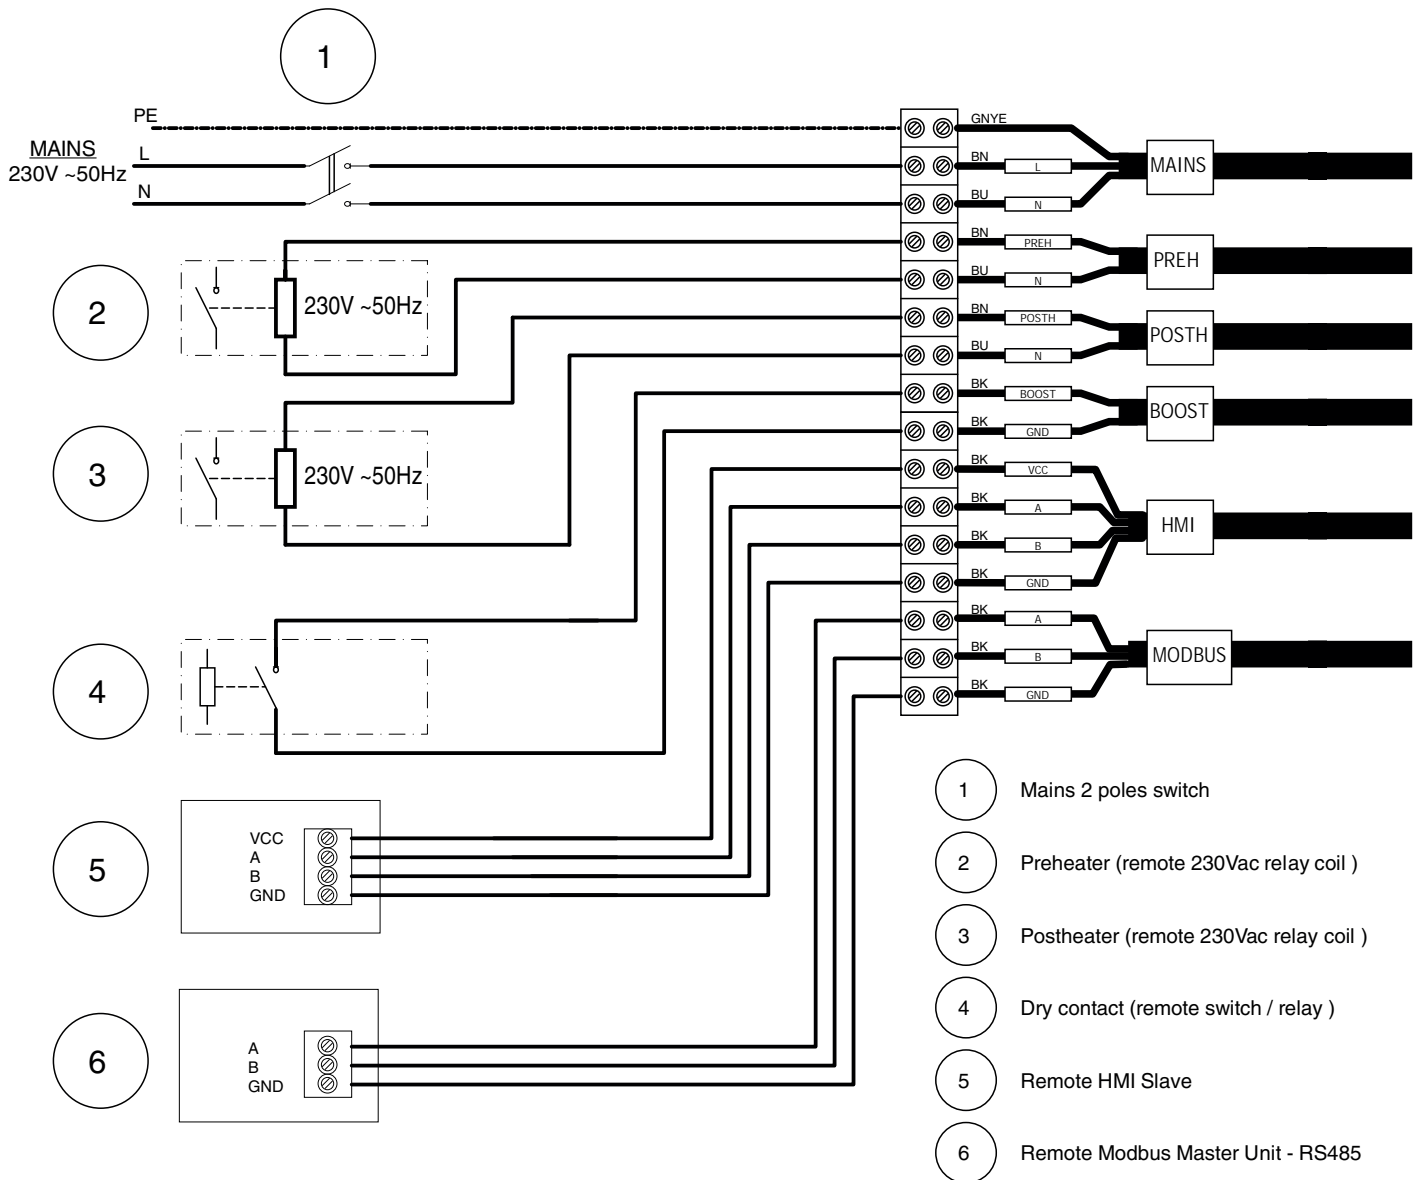 1
PE
MAINS
230V ~50Hz
L
N
GNYE
BN
L
BU
N
MAINS
BN
PREH
BU
N
PREH
BN
POSTH
BU
N
POSTH
BK
BOOST
BK
GND
BOOST
BK
VCC
BK
A
BK
B
BK
GND
HMI
BK
A
BK
B
BK
GND
MODBUS
2
230V ~50Hz
3
230V ~50Hz
4
5
VCC
A
B
GND
6
A
B
GND
1 Mains 2 poles switch
2 Preheater (remote 230Vac relay coil )
3 Postheater (remote 230Vac relay coil )
4 Dry contact (remote switch / relay )
5 Remote HMI Slave
6 Remote Modbus Master Unit - RS485